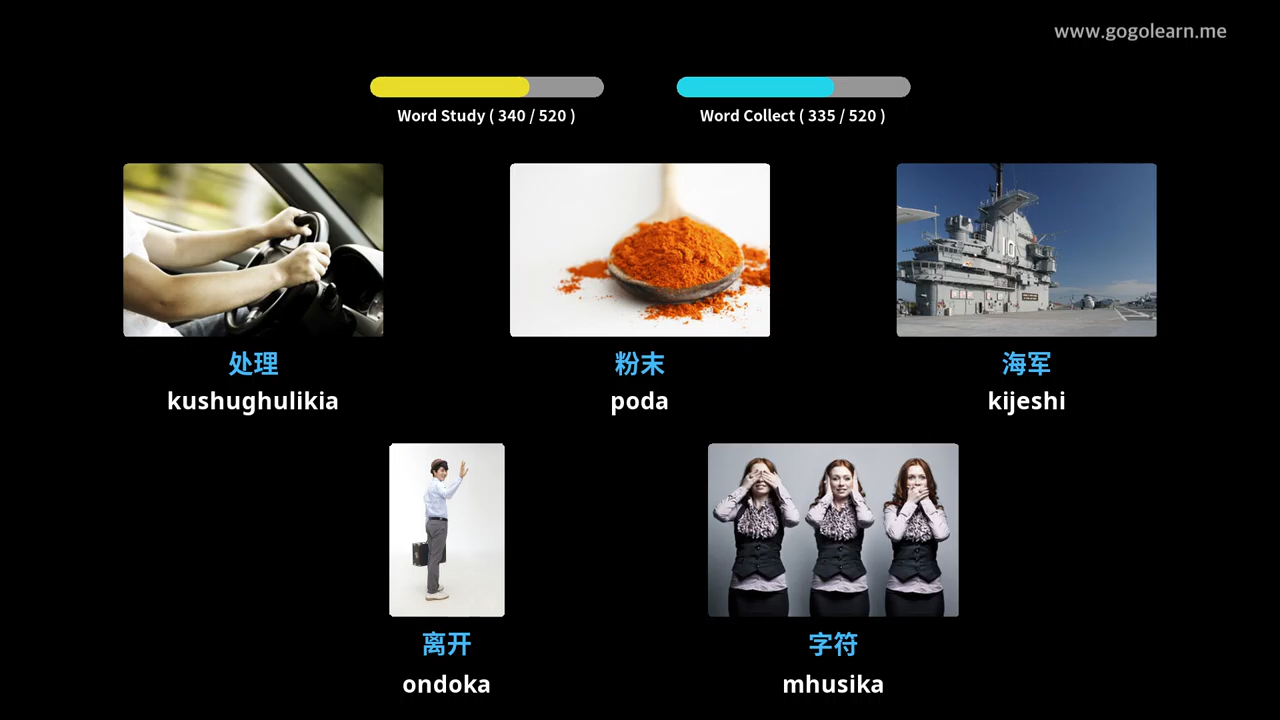 www.gogolearn.me
Word Study ( 340 / 520 )
Word Collect ( 335 / 520 )
16
处理
kushughulikia
粉末
poda
海军
kijeshi
离开
ondoka
字符
mhusika